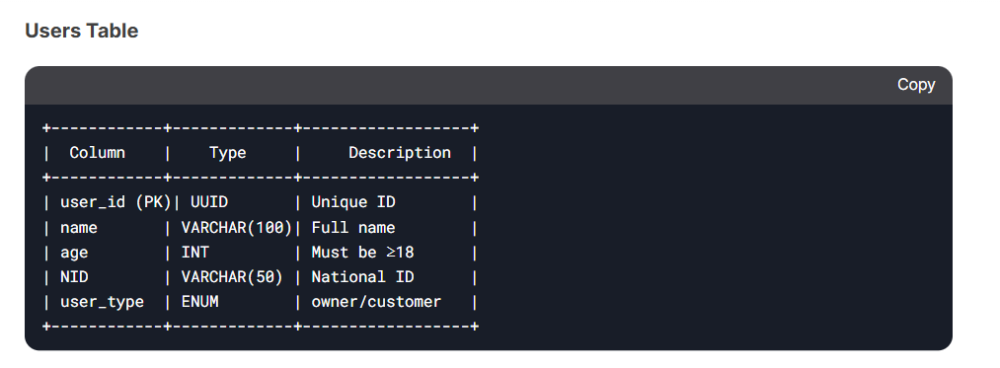 Users Table
Copy
+------------+-------------+------------------+
|  Column    |    Type     |     Description  |
+------------+-------------+------------------+
| user_id (PK)| UUID       | Unique ID        |
| name       | VARCHAR(100)| Full name        |
| age        | INT         | Must be ≥18      |
| NID        | VARCHAR(50) | National ID      |
| user_type  | ENUM        | owner/customer   |
+------------+-------------+------------------+